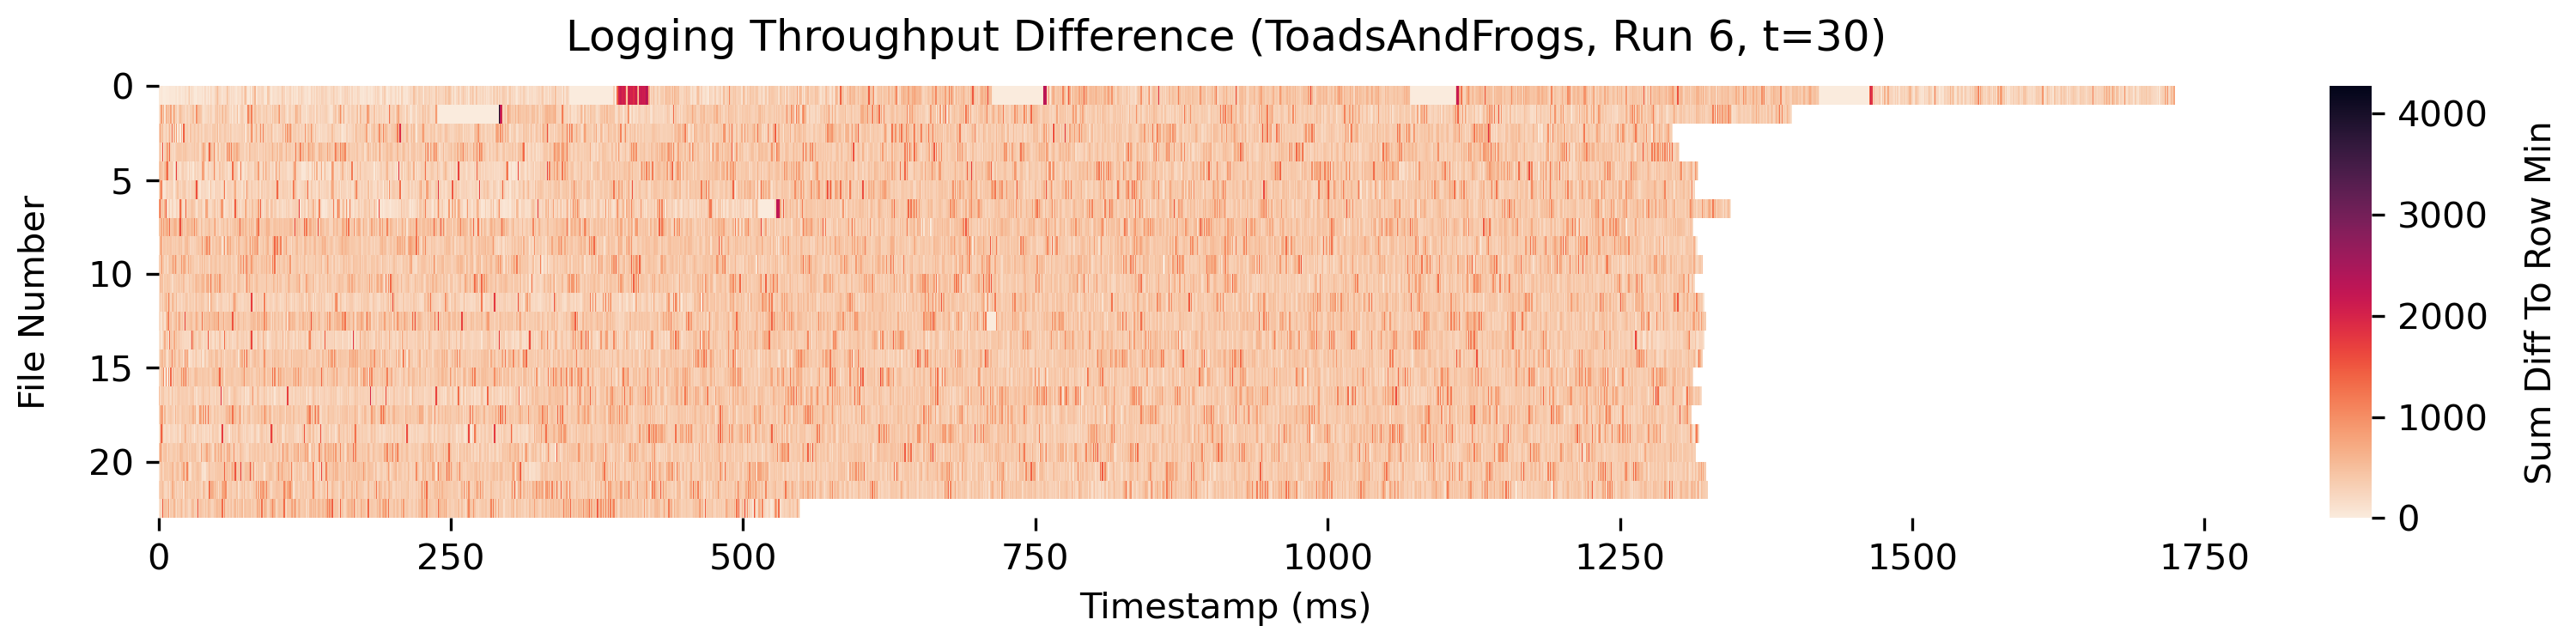 Logging Throughput Difference (ToadsAndFrogs, Run 6, t=30)
File Number
0
5
10
15
20
0 250 500 750 1000 1250 1500 1750
Timestamp (ms)
4000
3000
2000
1000
0
Sum Diff To Row Min